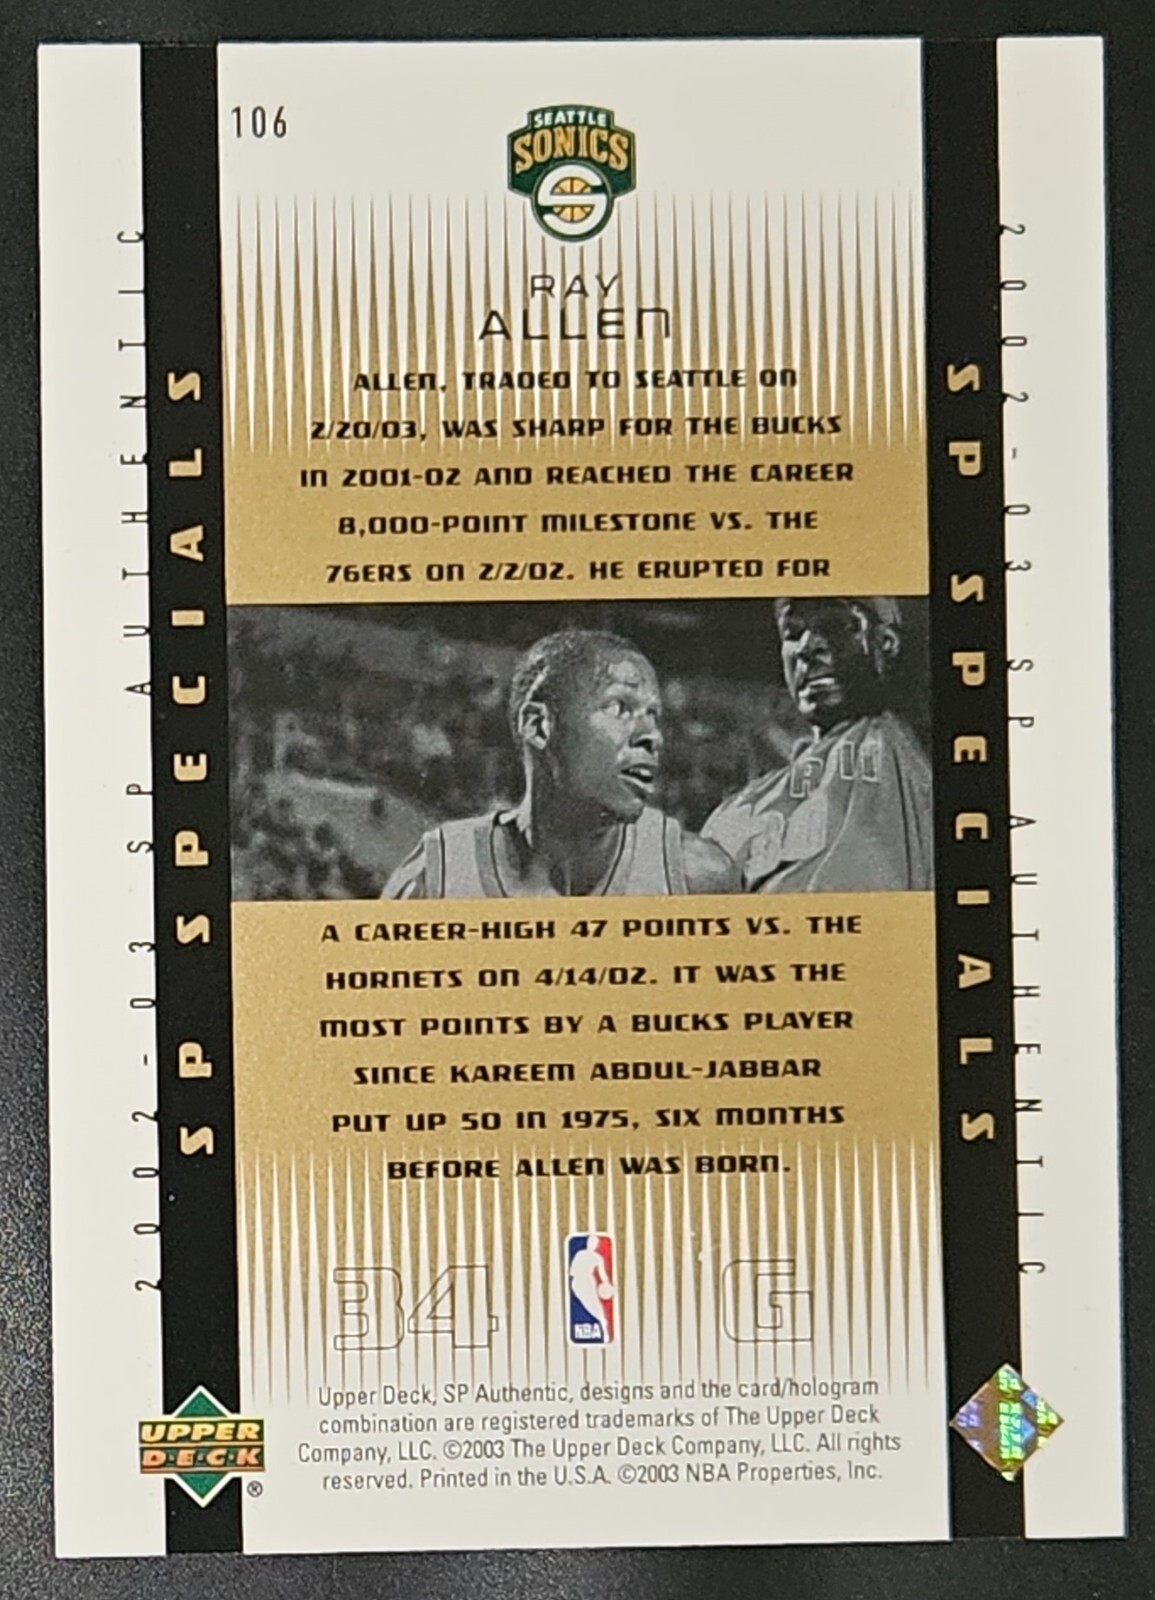 106
SEATTLE
SONICS
RAY
ALLEN
ALLEN, TRADED TO SEATTLE ON
2/20/03, WAS SHARP FOR THE BUCKS
IN 2001-02 AND REACHED THE CAREER
8,000-POINT MILESTONE VS. THE
76ERS ON 2/2/02. HE ERUPTED FOR
A CAREER-HIGH 47 POINTS VS. THE
HORNETS ON 4/14/02. IT WAS THE
MOST POINTS BY A BUCKS PLAYER
SINCE KAREEM ABDUL-JABBAR
PUT UP 50 IN 1975, SIX MONTHS
BEFORE ALLEN WAS BORN.
34
NBA
G
2002-03 SP AUTHENTIC
SP SPECIALS
SP SPECIALS
2002-03 SP AUTHENTIC
UPPER
D·E·C·K
®
Upper Deck, SP Authentic, designs and the card/hologram
combination are registered trademarks of The Upper Deck
Company, LLC. ©2003 The Upper Deck Company, LLC. All rights
reserved. Printed in the U.S.A. ©2003 NBA Properties, Inc.